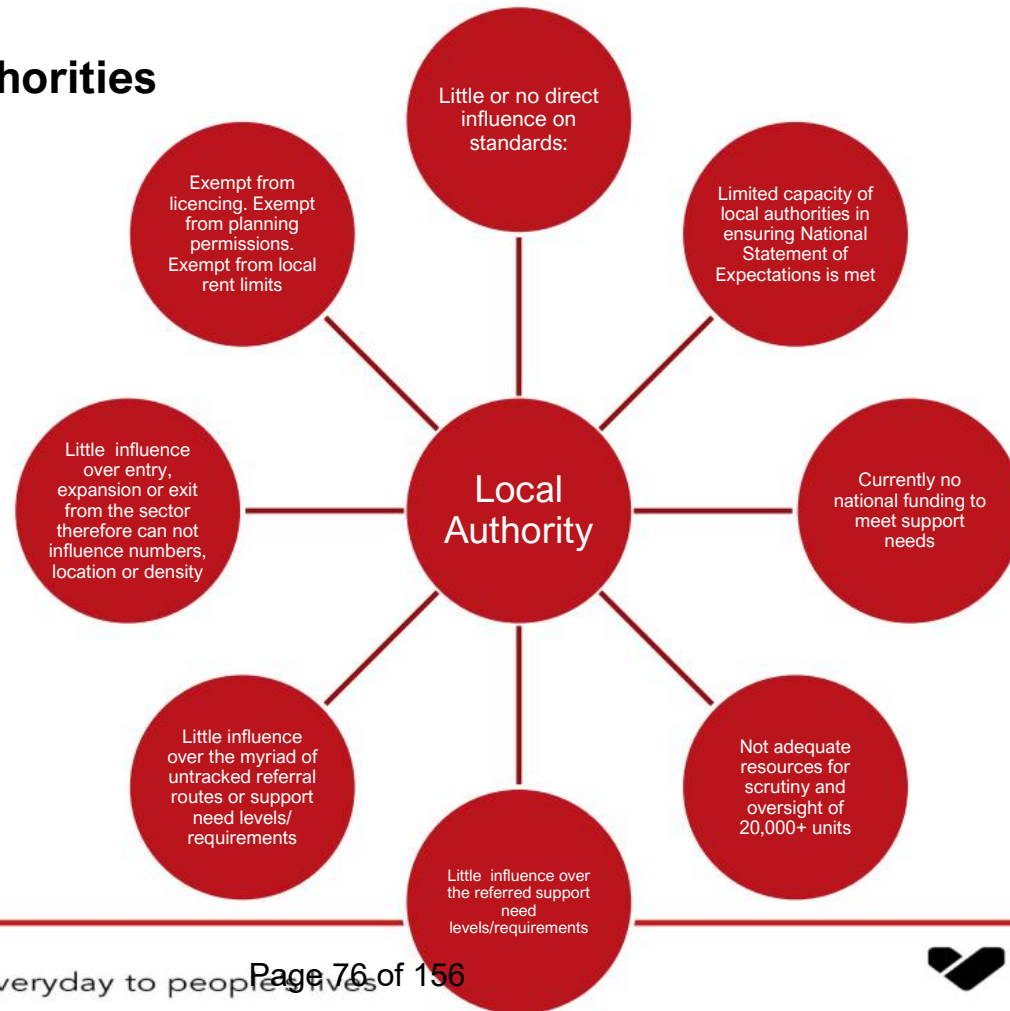 horities
Little or no direct
influence on
standards:
Limited capacity of
local authorities in
ensuring National
Statement of
Expectations is met
Currently no
national funding to
meet support
needs
Not adequate
resources for
scrutiny and
oversight of
20,000+ units
Little influence over
the referred support
need
levels/requirements
Little influence
over the myriad of
untracked referral
routes or support
need levels/
requirements
Little influence
over entry,
expansion or exit
from the sector
therefore can not
influence numbers,
location or density
Exempt from
licencing. Exempt
from planning
permissions.
Exempt from local
rent limits
Local
Authority
veryday to people's lives
Page 76 of 156